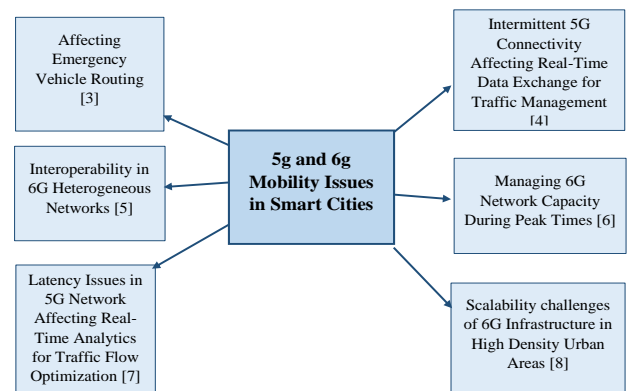 Affecting
Emergency
Vehicle Routing
[3]
Intermittent 5G
Connectivity
Affecting Real-Time
Data Exchange for
Traffic Management
[4]
5g and 6g
Mobility Issues
in Smart Cities
Interoperability in
6G Heterogeneous
Networks [5]
Managing 6G
Network Capacity
During Peak Times [6]
Latency Issues in
5G Network
Affecting Real-
Time Analytics
for Traffic Flow
Optimization [7]
Scalability challenges
of 6G Infrastructure in
High Density Urban
Areas [8]